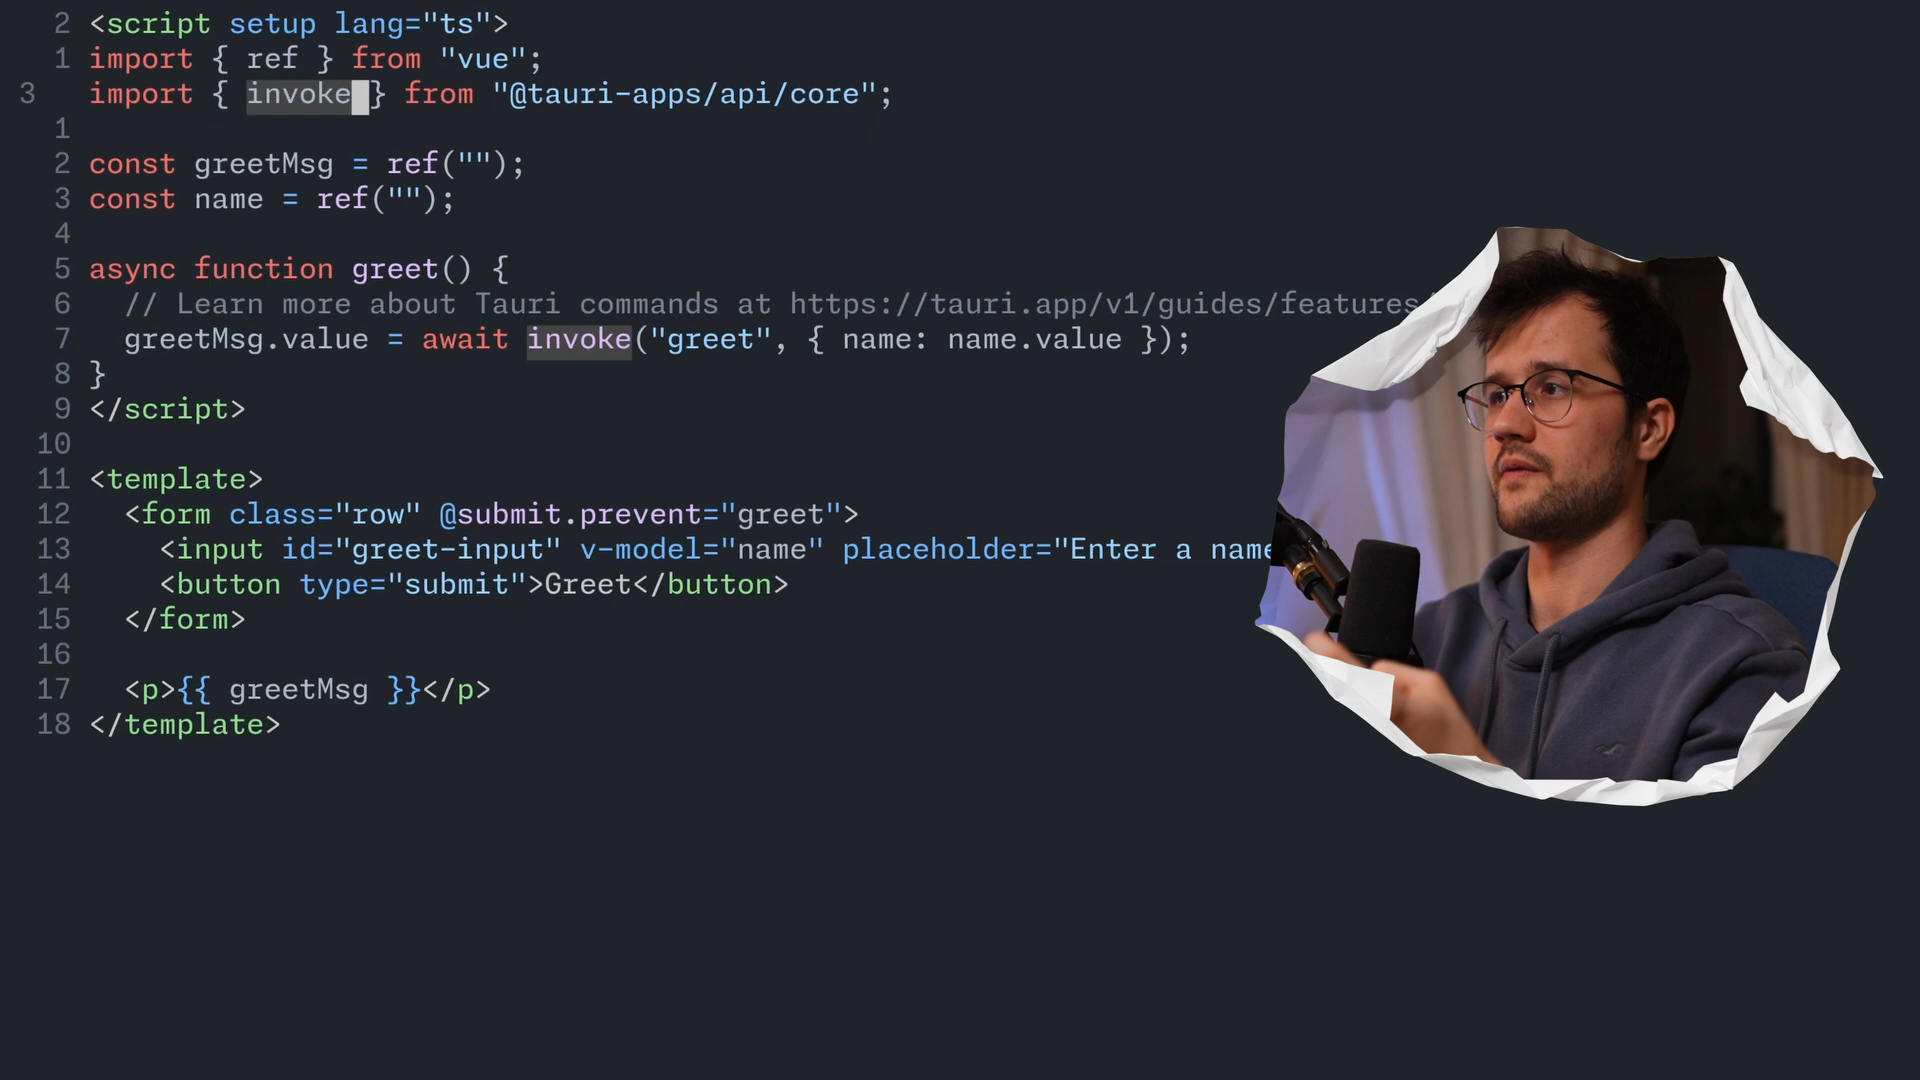 2 <script setup lang="ts">
1 import { ref } from "vue";
3 import { invoke } from "@tauri-apps/api/core";
1
2 const greetMsg = ref("");
3 const name = ref("");
4
5 async function greet() {
6   // Learn more about Tauri commands at https://tauri.app/v1/guides/features/
7   greetMsg.value = await invoke("greet", { name: name.value });
8 }
9 </script>
10
11 <template>
12   <form class="row" @submit.prevent="greet">
13     <input id="greet-input" v-model="name" placeholder="Enter a name
14     <button type="submit">Greet</button>
15   </form>
16
17   <p>{{ greetMsg }}</p>
18 </template>